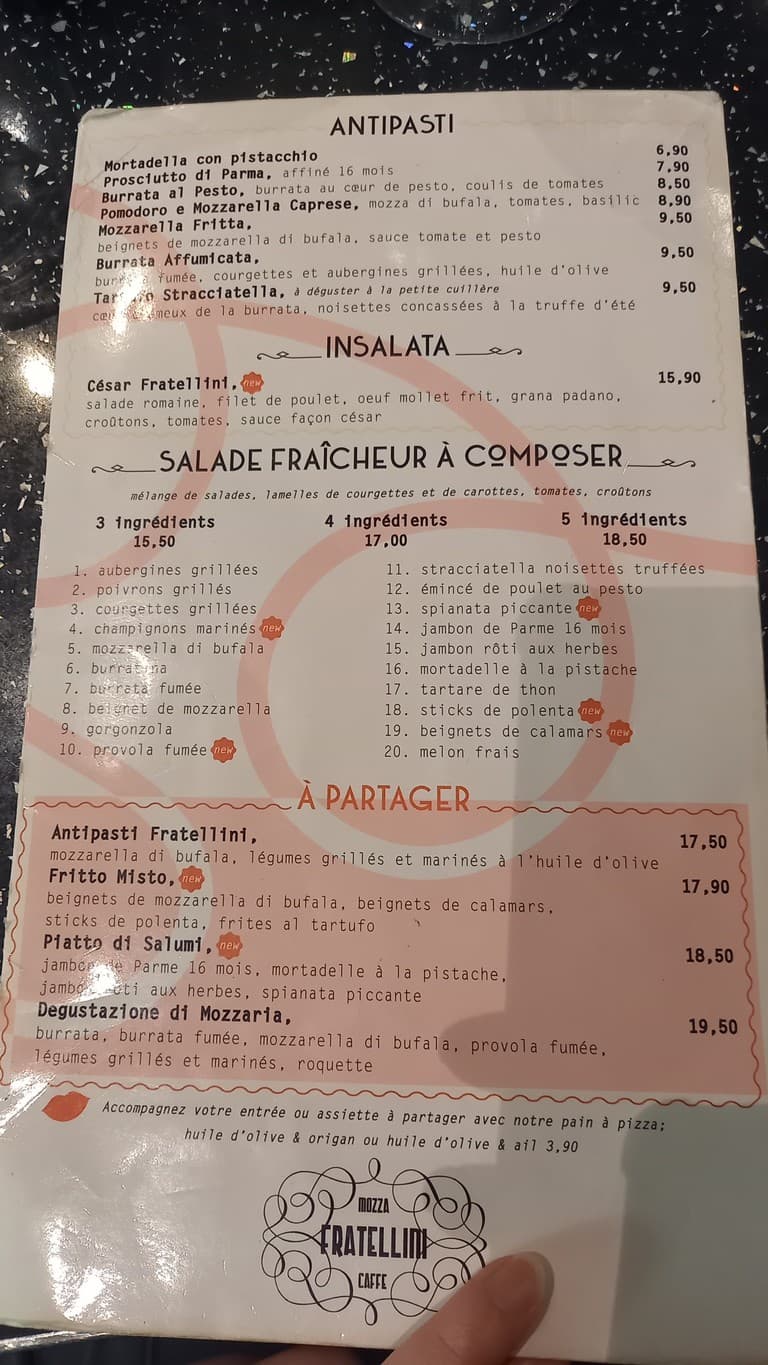 ANTIPASTI
Mortadella con pistacchio 6,90
Prosciutto di Parma, affiné 16 mois 7,90
Burrata al Pesto, burrata au cœur de pesto, coulis de tomates 8,50
Pomodoro e Mozzarella Caprese, mozza di bufala, tomates, basilic 8,90
Mozzarella Fritta, 9,50
beignets de mozzarella di bufala, sauce tomate et pesto
Burrata Affumicata, 9,50
fumée, courgettes et aubergines grillées, huile d'olive
Stracciatella, à déguster à la petite cuillère 9,50
de la burrata, noisettes concassées à la truffe d'été
INSALATA
César Fratellini, new 15,90
salade romaine, filet de poulet, oeuf mollet frit, grana padano,
croûtons, tomates, sauce façon césar
SALADE FRAÎCHEUR À COMPOSER
mélange de salades, lamelles de courgettes et de carottes, tomates, croûtons
3 ingrédients 4 ingrédients 5 ingrédients
15,50 17,00 18,50
1. aubergines grillées
2. poivrons grillés
3. courgettes grillées
4. champignons marinés new
5. mozzarella di bufala
6. burratina
7. burrata fumée
8. beignet de mozzarella
9. gorgonzola
10. provola fumée new
11. stracciatella noisettes truffées
12. émincé de poulet au pesto
13. spianata piccante new
14. jambon de Parme 16 mois
15. jambon rôti aux herbes
16. mortadelle à la pistache
17. tartare de thon
18. sticks de polenta new
19. beignets de calamars new
20. melon frais
À PARTAGER
Antipasti Fratellini, 17,50
mozzarella di bufala, légumes grillés et marinés à l'huile d'olive
Fritto Misto, new 17,90
beignets de mozzarella di bufala, beignets de calamars,
sticks de polenta, frites al tartufo
Piatto di Salumi, new 18,50
jambon de Parme 16 mois, mortadelle à la pistache,
jambon rôti aux herbes, spianata piccante
Degustazione di Mozzaria, 19,50
burrata, burrata fumée, mozzarella di bufala, provola fumée,
légumes grillés et marinés, roquette
Accompagnez votre entrée ou assiette à partager avec notre pain à pizza;
huile d'olive & origan ou huile d'olive & ail 3,90
MOZZA
FRATELLINI
CAFFE